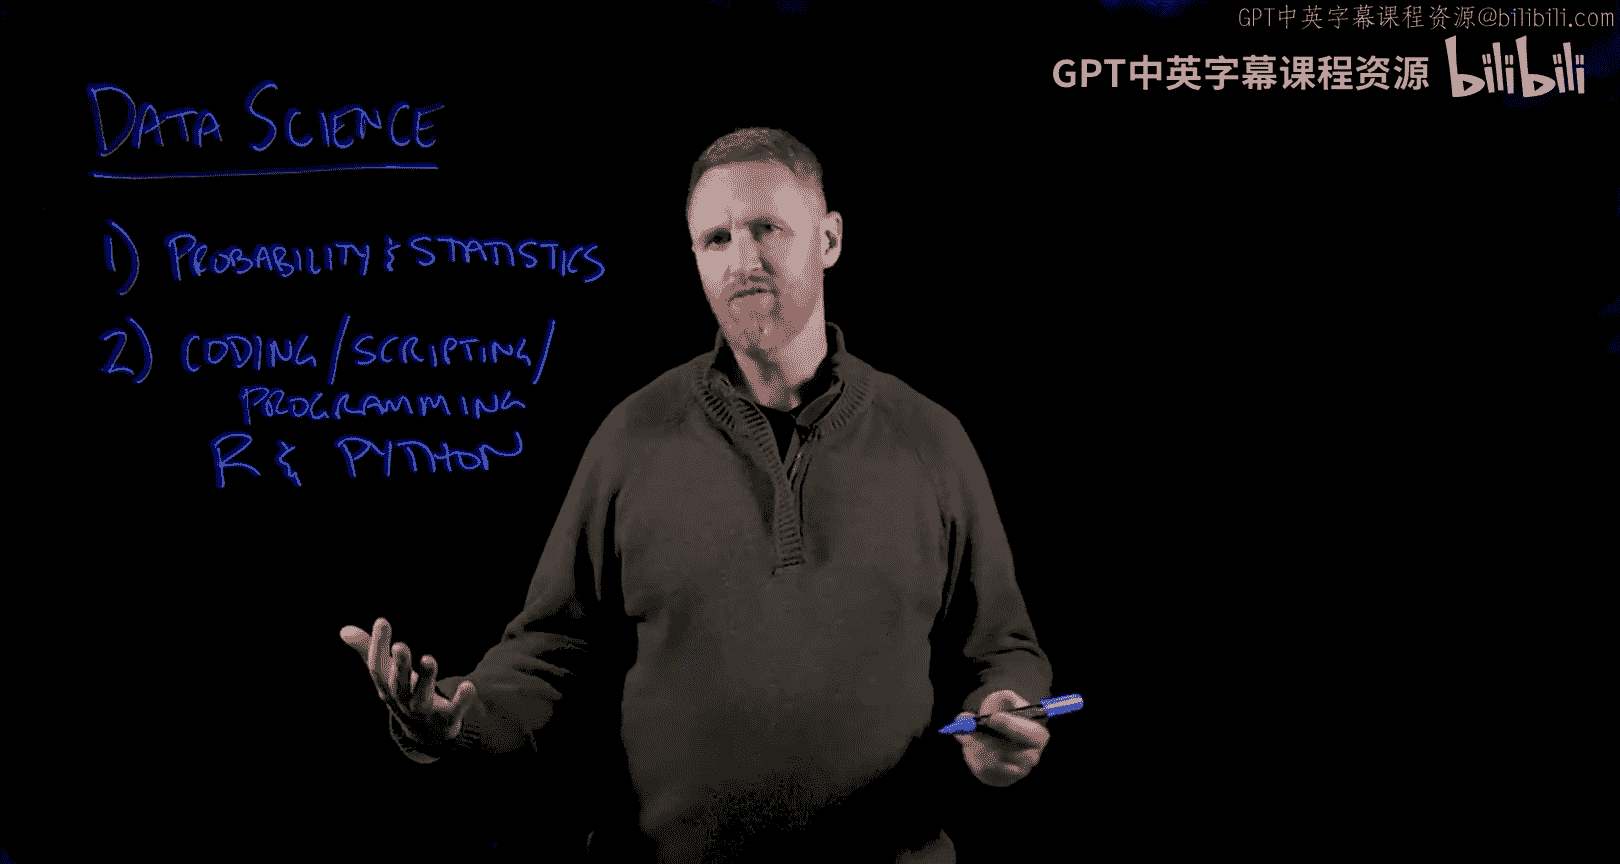 GPT中英字幕课程资源@bilibili.com
GPT中英字幕课程资源 bilibili
DATA SCIENCE
1) PROBABILITY & STATISTICS
2) CODING/SCRIPTING/
PROGRAMMING
R & PYTHON